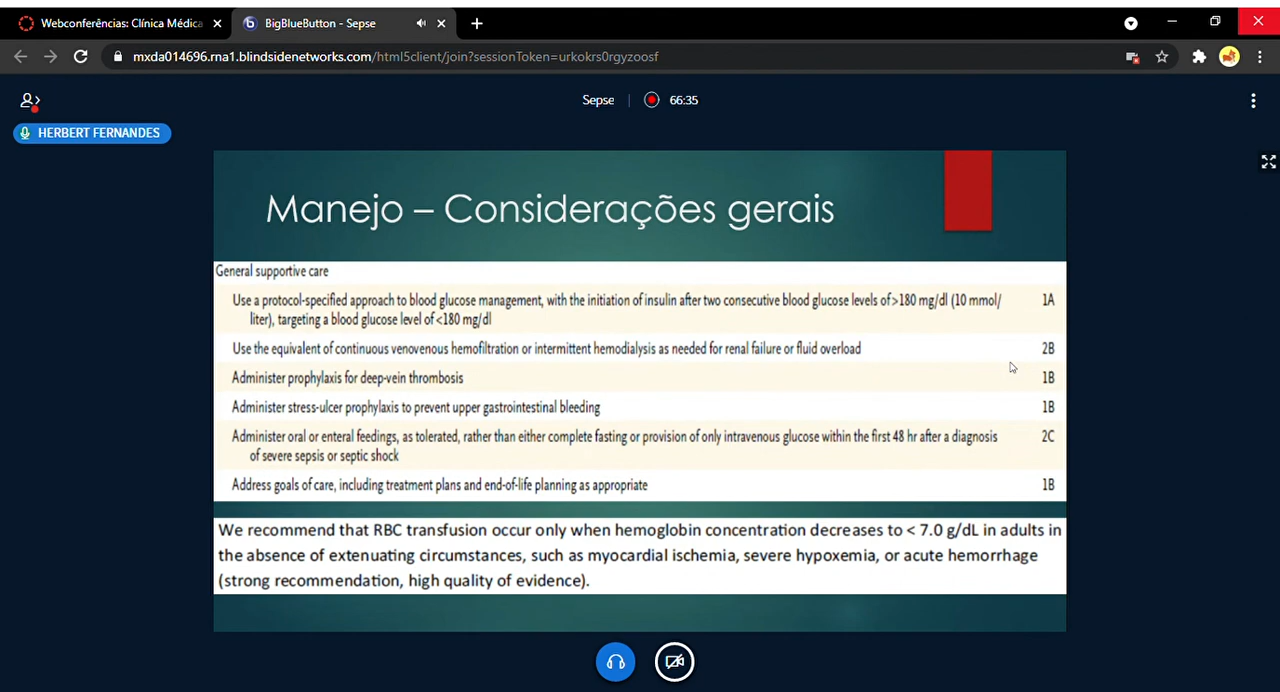 Webconferências: Clínica Médica
BigBlueButton - Sepse
mxda014696.rna1.blindsidenetworks.com/html5client/join?sessionToken=urkokrs0rgyzoosf
Sepse | 66:35
HERBERT FERNANDES
Manejo – Considerações gerais
General supportive care
Use a protocol-specified approach to blood glucose management, with the initiation of insulin after two consecutive blood glucose levels of >180 mg/dl (10 mmol/ 1A
liter), targeting a blood glucose level of <180 mg/dl
Use the equivalent of continuous venovenous hemofiltration or intermittent hemodialysis as needed for renal failure or fluid overload 2B
Administer prophylaxis for deep-vein thrombosis 1B
Administer stress-ulcer prophylaxis to prevent upper gastrointestinal bleeding 1B
Administer oral or enteral feedings, as tolerated, rather than either complete fasting or provision of only intravenous glucose within the first 48 hr after a diagnosis 2C
of severe sepsis or septic shock
Address goals of care, including treatment plans and end-of-life planning as appropriate 1B
We recommend that RBC transfusion occur only when hemoglobin concentration decreases to < 7.0 g/dL in adults in
the absence of extenuating circumstances, such as myocardial ischemia, severe hypoxemia, or acute hemorrhage
(strong recommendation, high quality of evidence).